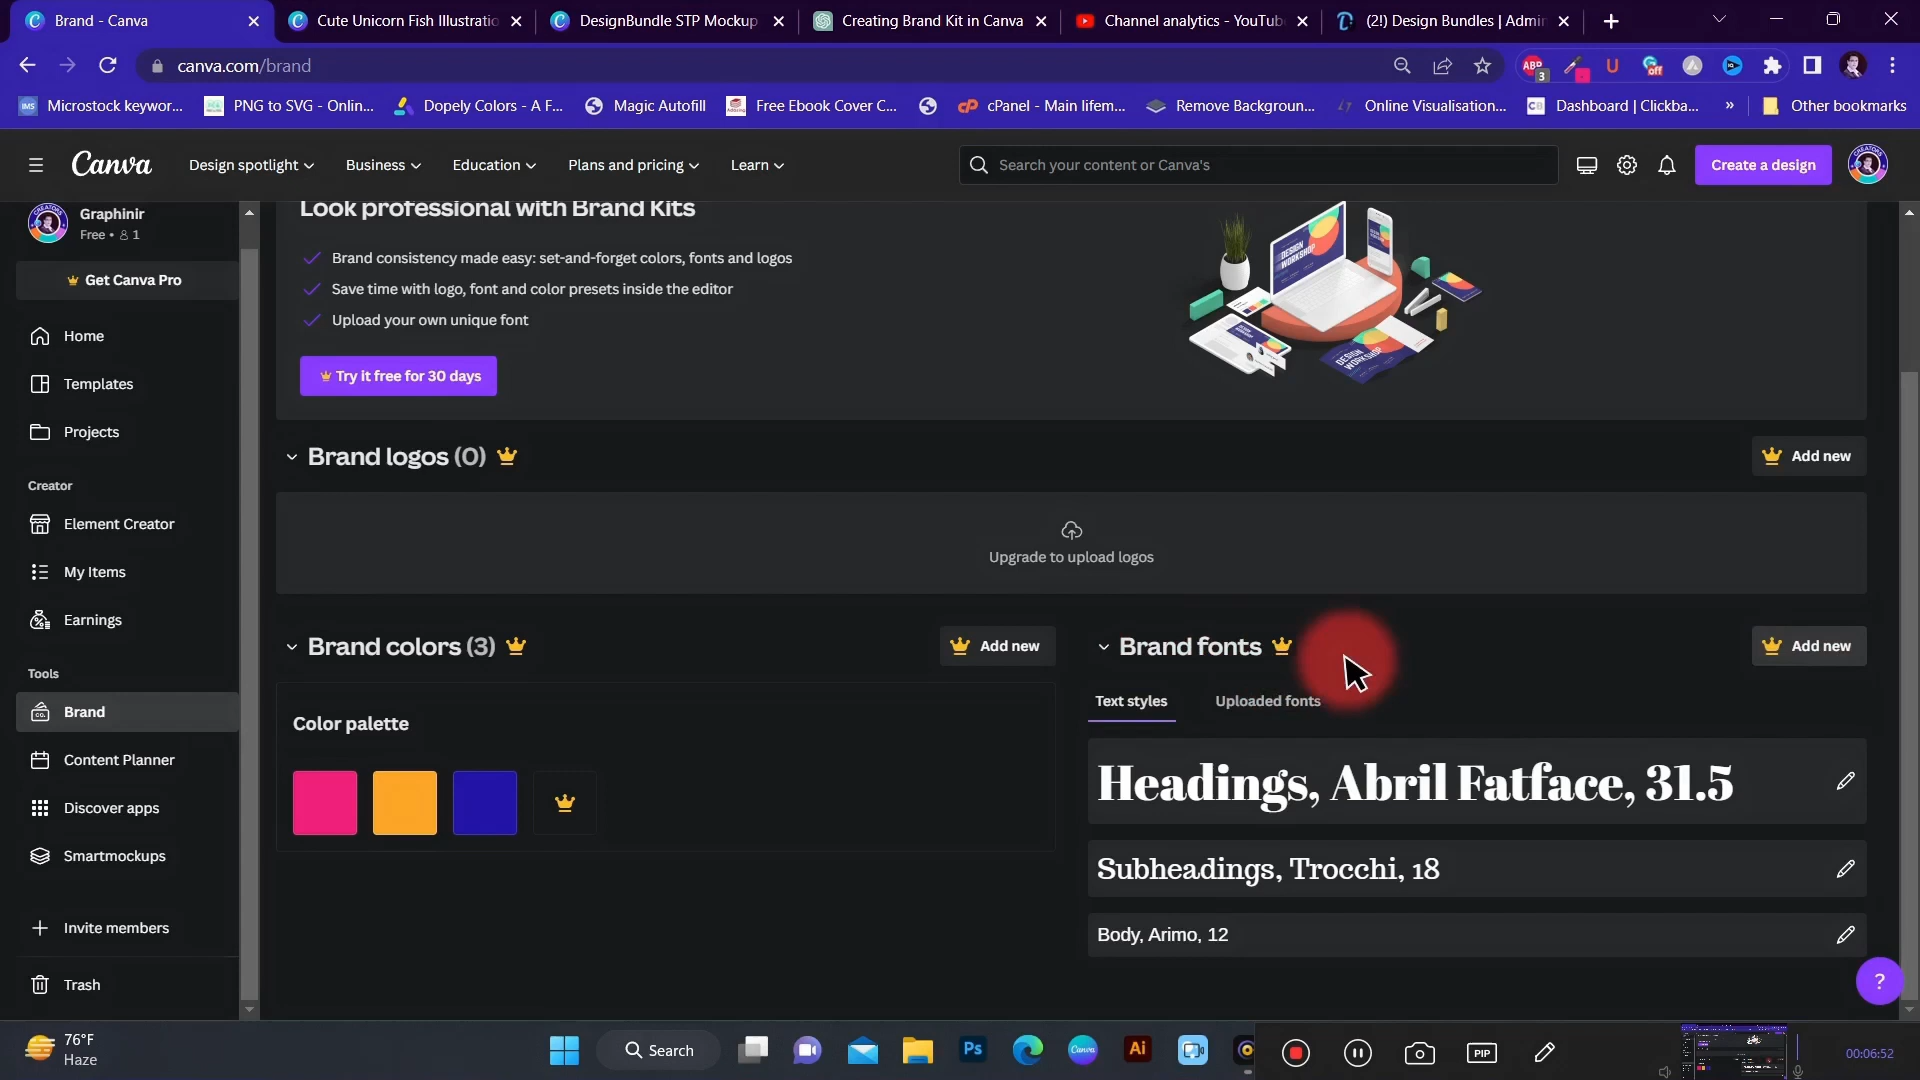 Brand - Canva
Cute Unicorn Fish Illustratio
DesignBundle STP Mockup
Creating Brand Kit in Canva
Channel analytics - YouTub
(2!) Design Bundles | Admin
canva.com/brand
Microstock keywor...
PNG to SVG - Onlin...
Dopely Colors - A F...
Magic Autofill
Free Ebook Cover C...
cPanel - Main lifem...
Remove Backgroun...
Online Visualisation...
Dashboard | Clickba...
»
Other bookmarks
Canva
Design spotlight
Business
Education
Plans and pricing
Learn
Search your content or Canva's
Create a design
Graphinir
Free • 1
Get Canva Pro
Home
Templates
Projects
Creator
Element Creator
My Items
Earnings
Tools
Brand
Content Planner
Discover apps
Smartmockups
Invite members
Trash
Look professional with Brand Kits
Brand consistency made easy: set-and-forget colors, fonts and logos
Save time with logo, font and color presets inside the editor
Upload your own unique font
Try it free for 30 days
DESIGN WORKSHOP
Brand logos (0)
Add new
Upgrade to upload logos
Brand colors (3)
Add new
Color palette
Brand fonts
Add new
Text styles
Uploaded fonts
Headings, Abril Fatface, 31.5
Subheadings, Trocchi, 18
Body, Arimo, 12
?
76°F
Haze
Search
Ps
Canva
Ai
PIP
00:06:52